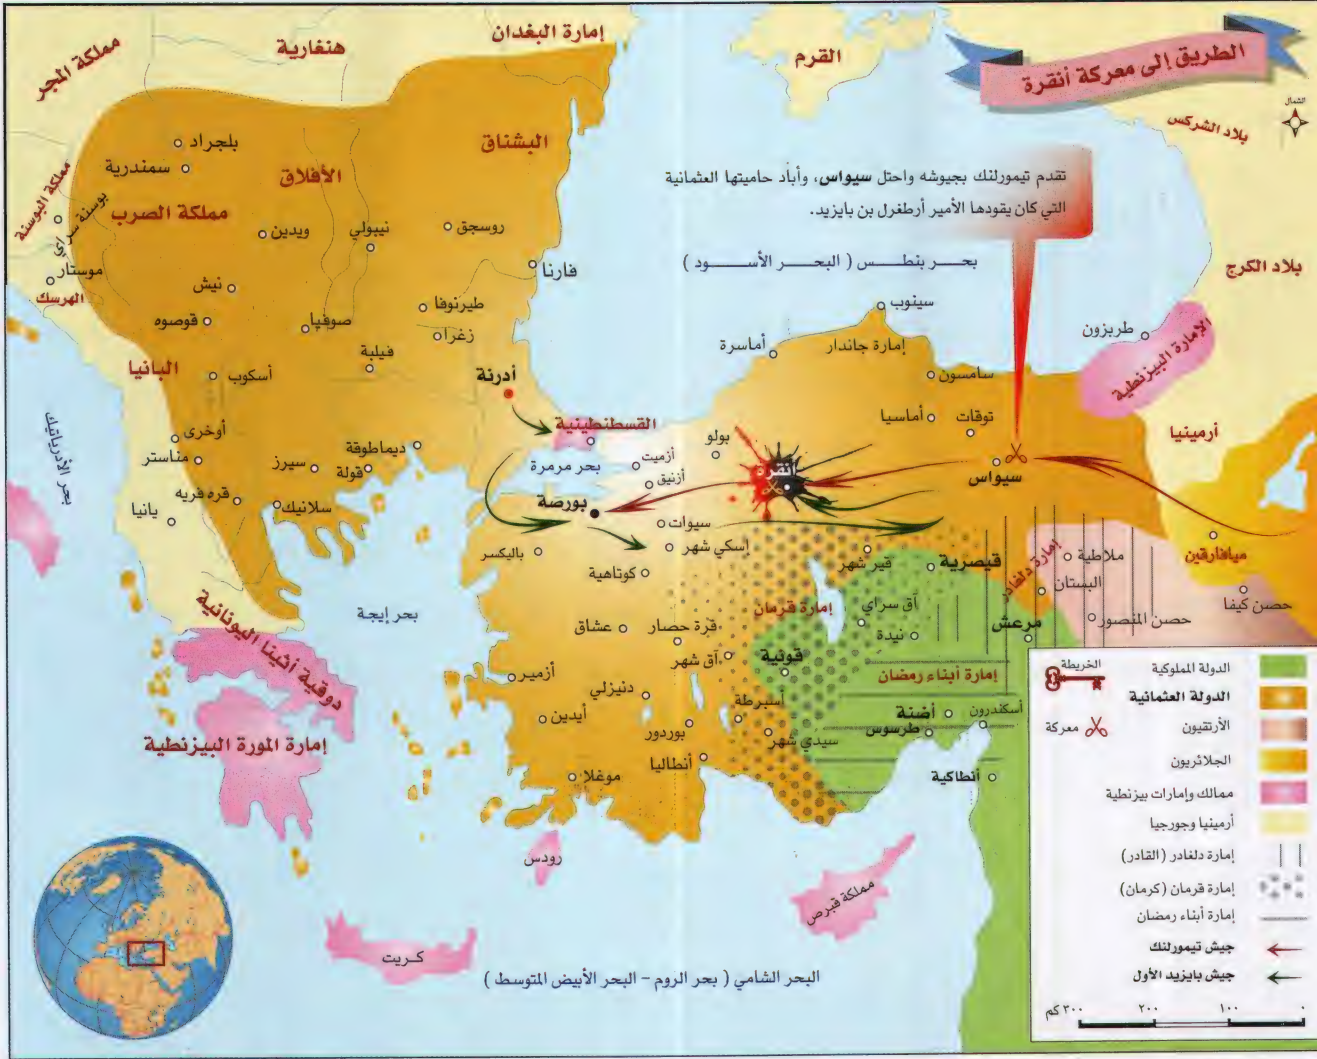 الطريق إلى معركة أنقرة
الشمال
مملكة المجر
هنغارية
إمارة البغدان
القرم
بلاد الشركس
تقدم تيمورلنك بجيوشه واحتل سيواس، وأباد حاميتها العثمانية
التي كان يقودها الأمير أرطغرل بن بايزيد.
بحر بنطس ( البحر الأسود )
بلاد الكرج
بلجراد
سمندرية
الأفلاق
البشناق
مملكة البوسنة
بوسنة سراي
مملكة الصرب
ويدين
نيبولي
روسجق
فارنا
موستار
الهرسك
نيش
قوصوه
صوفيا
طيرنوفا
زغرا
فيلبة
ألبانيا
أسكوب
أدرنة
القسطنطينية
سينوب
إمارة جاندار
أماسرة
سامسون
طربزون
الإمارة البيزنطية
أماسيا
توقات
أرمينيا
بحر الأدرياتيك
أوخرى
مناستر
سيرز
ديماطوقة
قولة
قره فريه
سلانيك
يانيا
بحر مرمرة
أزميت
أزنيق
بولو
أنقرة
سيواس
بورصة
سيوات
إسكي شهر
باليكسر
كوتاهية
قير شهر
قيصرية
إمارة دلغادر
ملاطية
البستان
ميافارقين
حصن كيفا
حصن المنصور
مرعش
بحر إيجة
عشاق
قرة حصار
آق شهر
إمارة قرمان
آق سراي
نيدة
قونية
إمارة أبناء رمضان
دوقية أثينا اليونانية
إمارة المورة البيزنطية
أزمير
دنيزلي
أيدين
بوردور
أسبرطة
سيدي شهر
أنطاليا
موغلا
أضنة
طرسوس
أسكندرون
أنطاكية
رودس
كريت
مملكة قبرص
البحر الشامي ( بحر الروم – البحر الأبيض المتوسط )
الخريطة
معركة
الدولة المملوكية
الدولة العثمانية
الأرتقيون
الجلائريون
ممالك وإمارات بيزنطية
أرمينيا وجورجيا
إمارة دلغادر (القادر)
إمارة قرمان (كرمان)
إمارة أبناء رمضان
جيش تيمورلنك
جيش بايزيد الأول
٠ ١٠٠ ٢٠٠ ٣٠٠ كم